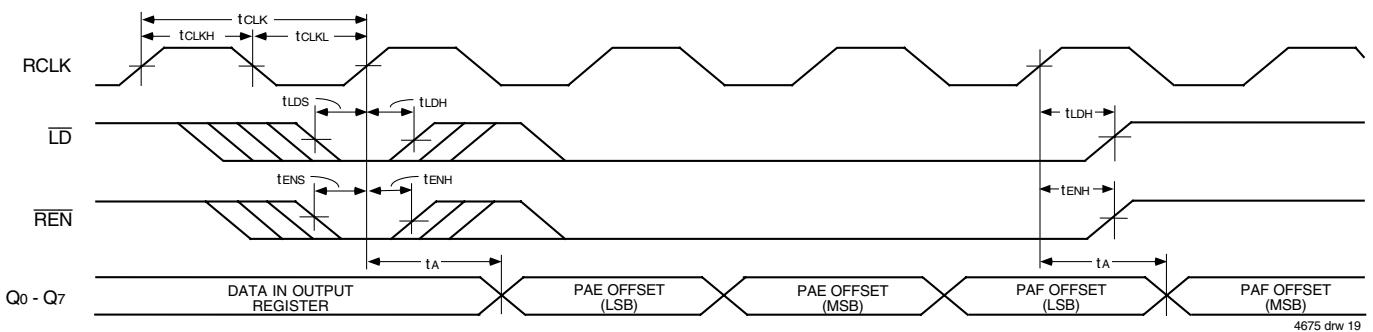 tCLK
tCLKH
tCLKL
RCLK
tLDS
tLDH
tLDH
LD
tENS
tENH
tENH
REN
tA
tA
Q0 - Q7
DATA IN OUTPUT
REGISTER
PAE OFFSET
(LSB)
PAE OFFSET
(MSB)
PAF OFFSET
(LSB)
PAF OFFSET
(MSB)
4675 drw 19